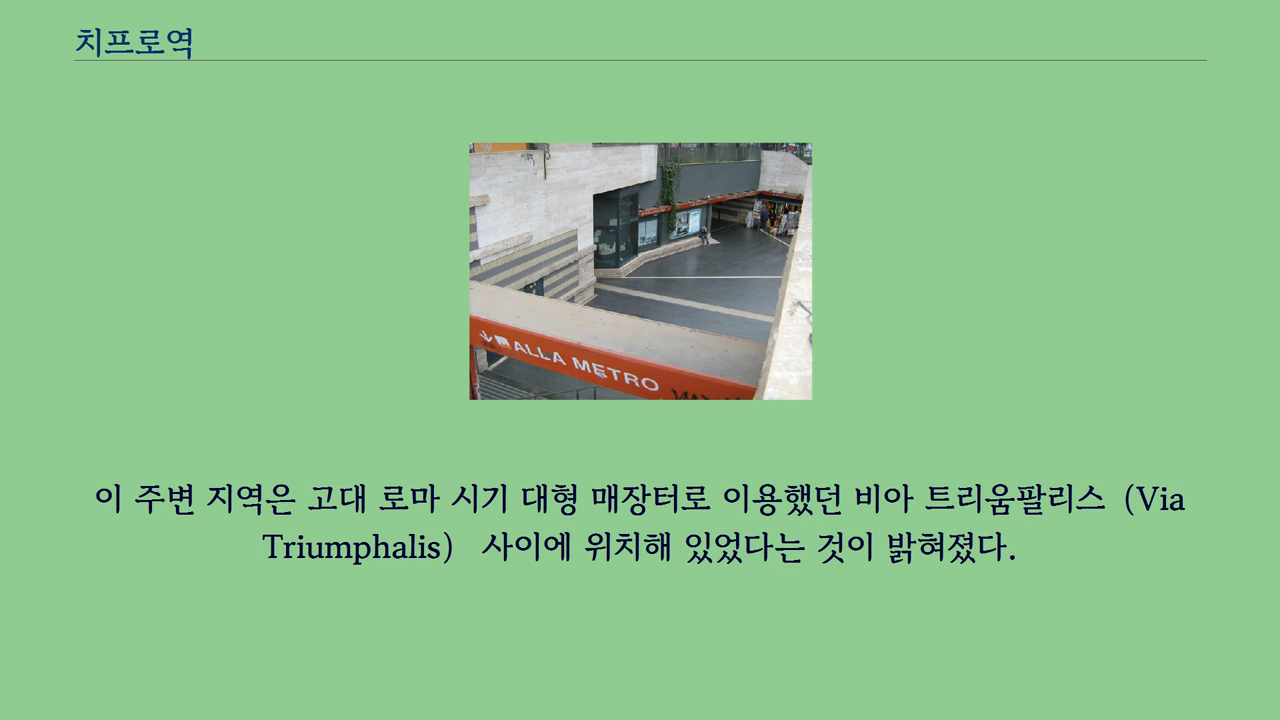 치프로역
ALLA METRO
이 주변 지역은 고대 로마 시기 대형 매장터로 이용했던 비아 트리움팔리스 (Via
Triumphalis) 사이에 위치해 있었다는 것이 밝혀졌다.